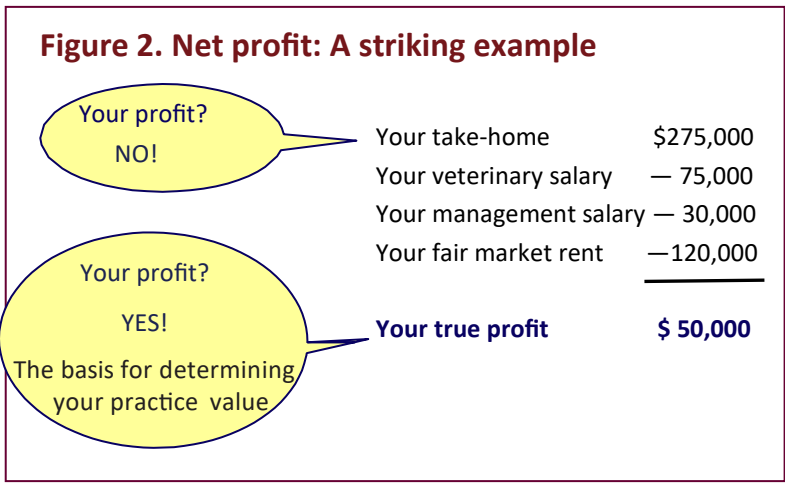 Figure 2. Net profit: A striking example
Your profit?
NO!
Your take-home $275,000
Your veterinary salary — 75,000
Your management salary — 30,000
Your fair market rent —120,000
Your profit?
YES!
The basis for determining
your practice value
Your true profit $ 50,000